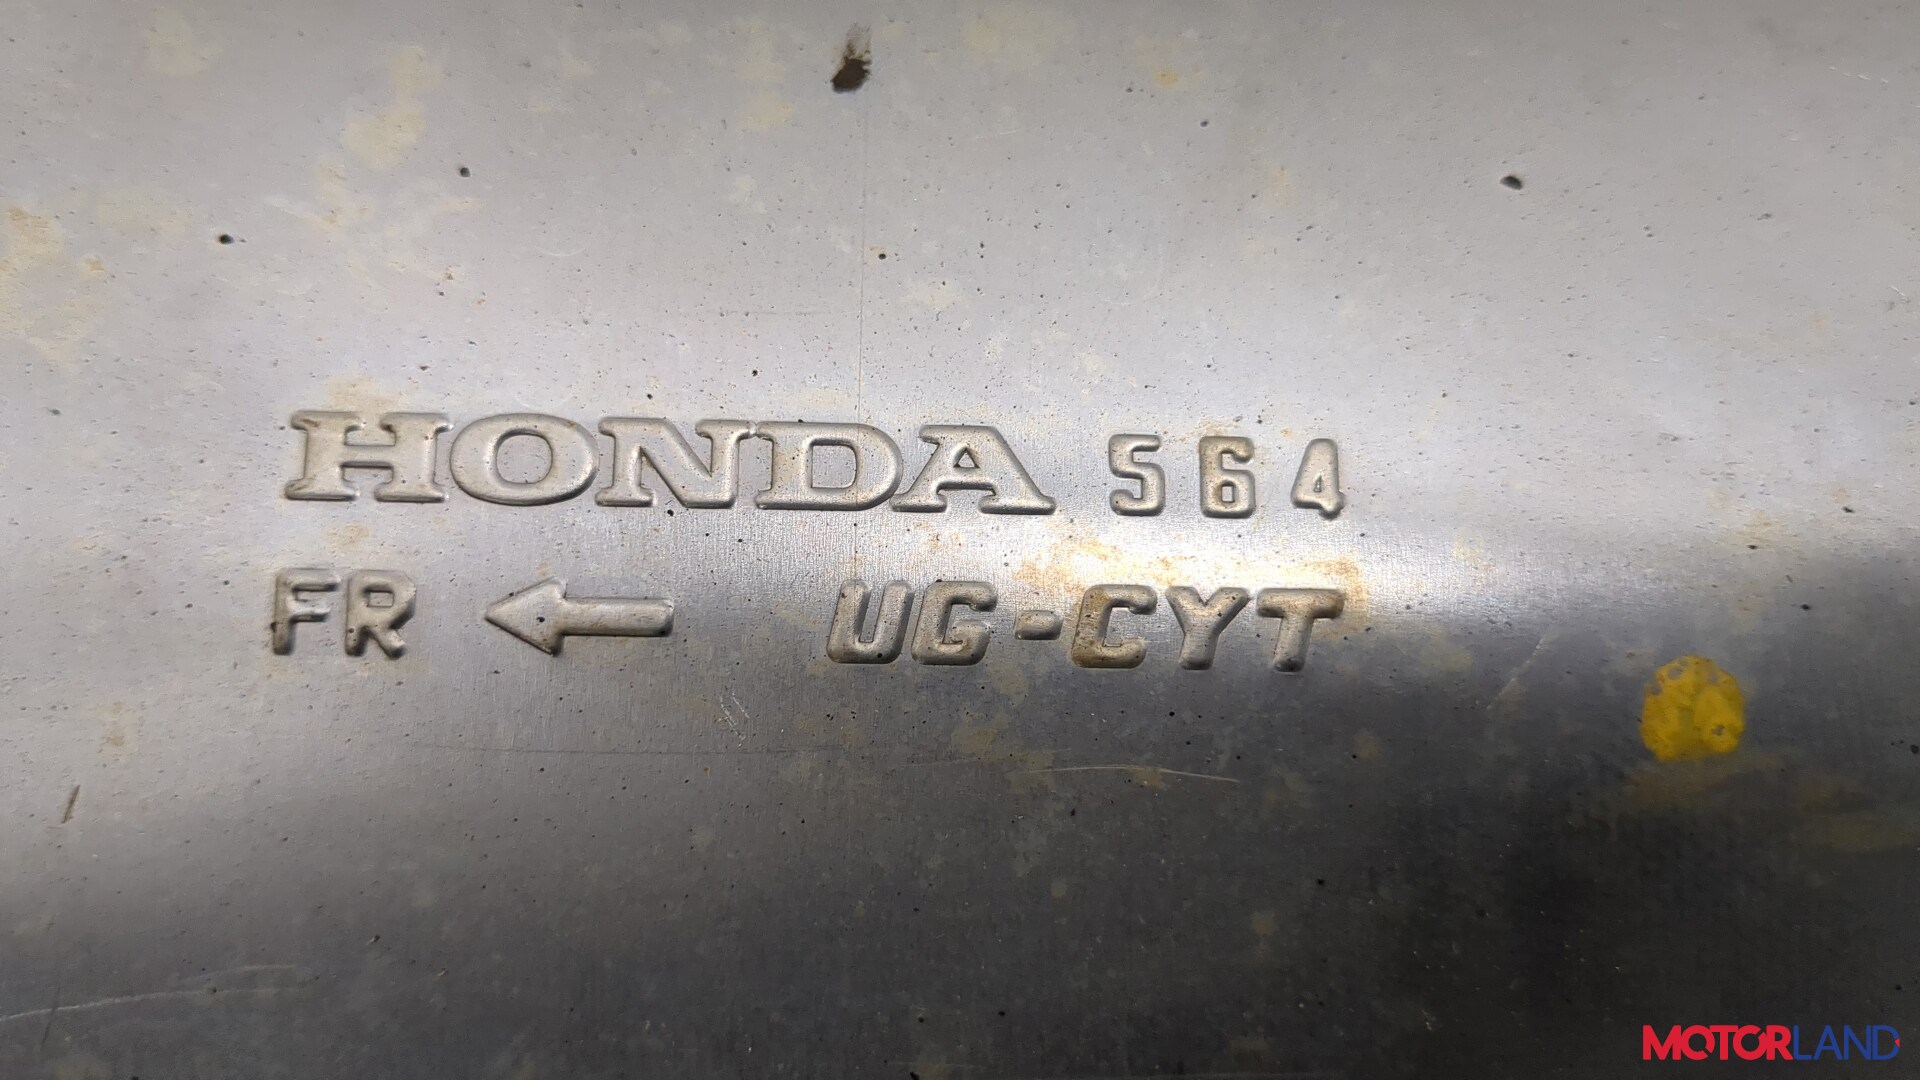 HONDA 564
FR ← UG-CYT
MOTORLAND